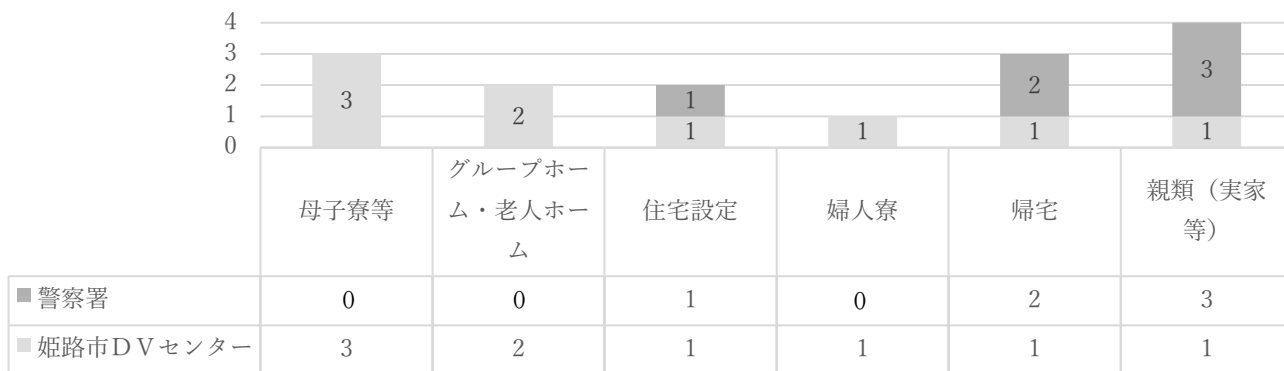 4
3
2
1
0
3
2
1
1
1
2
1
3
1
母子寮等
グループホー
ム・老人ホー
ム
住宅設定
婦人寮
帰宅
親類（実家
等）
警察署 0 0 1 0 2 3
姫路市ＤＶセンター 3 2 1 1 1 1